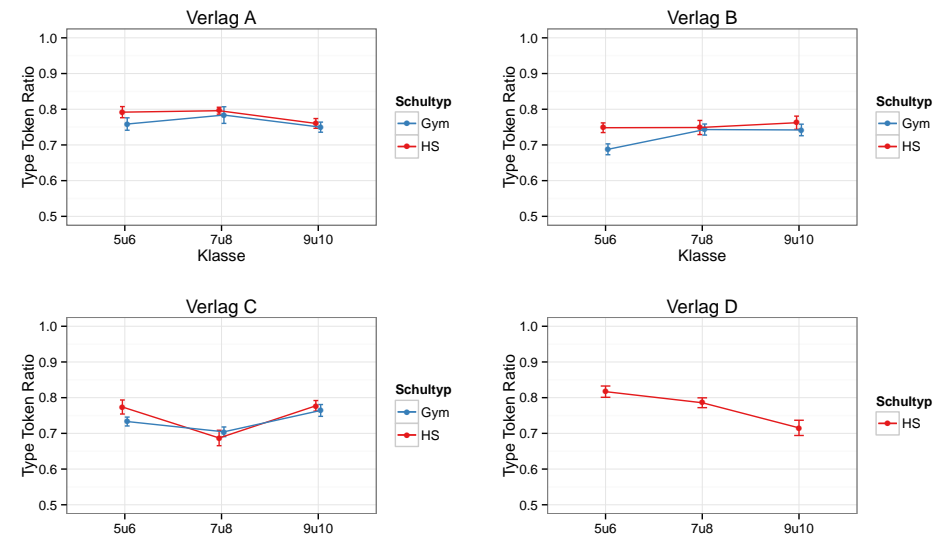 Verlag A
Type Token Ratio
1.0
0.9
0.8
0.7
0.6
0.5
5u6 7u8 9u10
Klasse
Schultyp
Gym
HS
Verlag B
Type Token Ratio
1.0
0.9
0.8
0.7
0.6
0.5
5u6 7u8 9u10
Klasse
Schultyp
Gym
HS
Verlag C
Type Token Ratio
1.0
0.9
0.8
0.7
0.6
0.5
5u6 7u8 9u10
Schultyp
Gym
HS
Verlag D
Type Token Ratio
1.0
0.9
0.8
0.7
0.6
0.5
5u6 7u8 9u10
Schultyp
HS